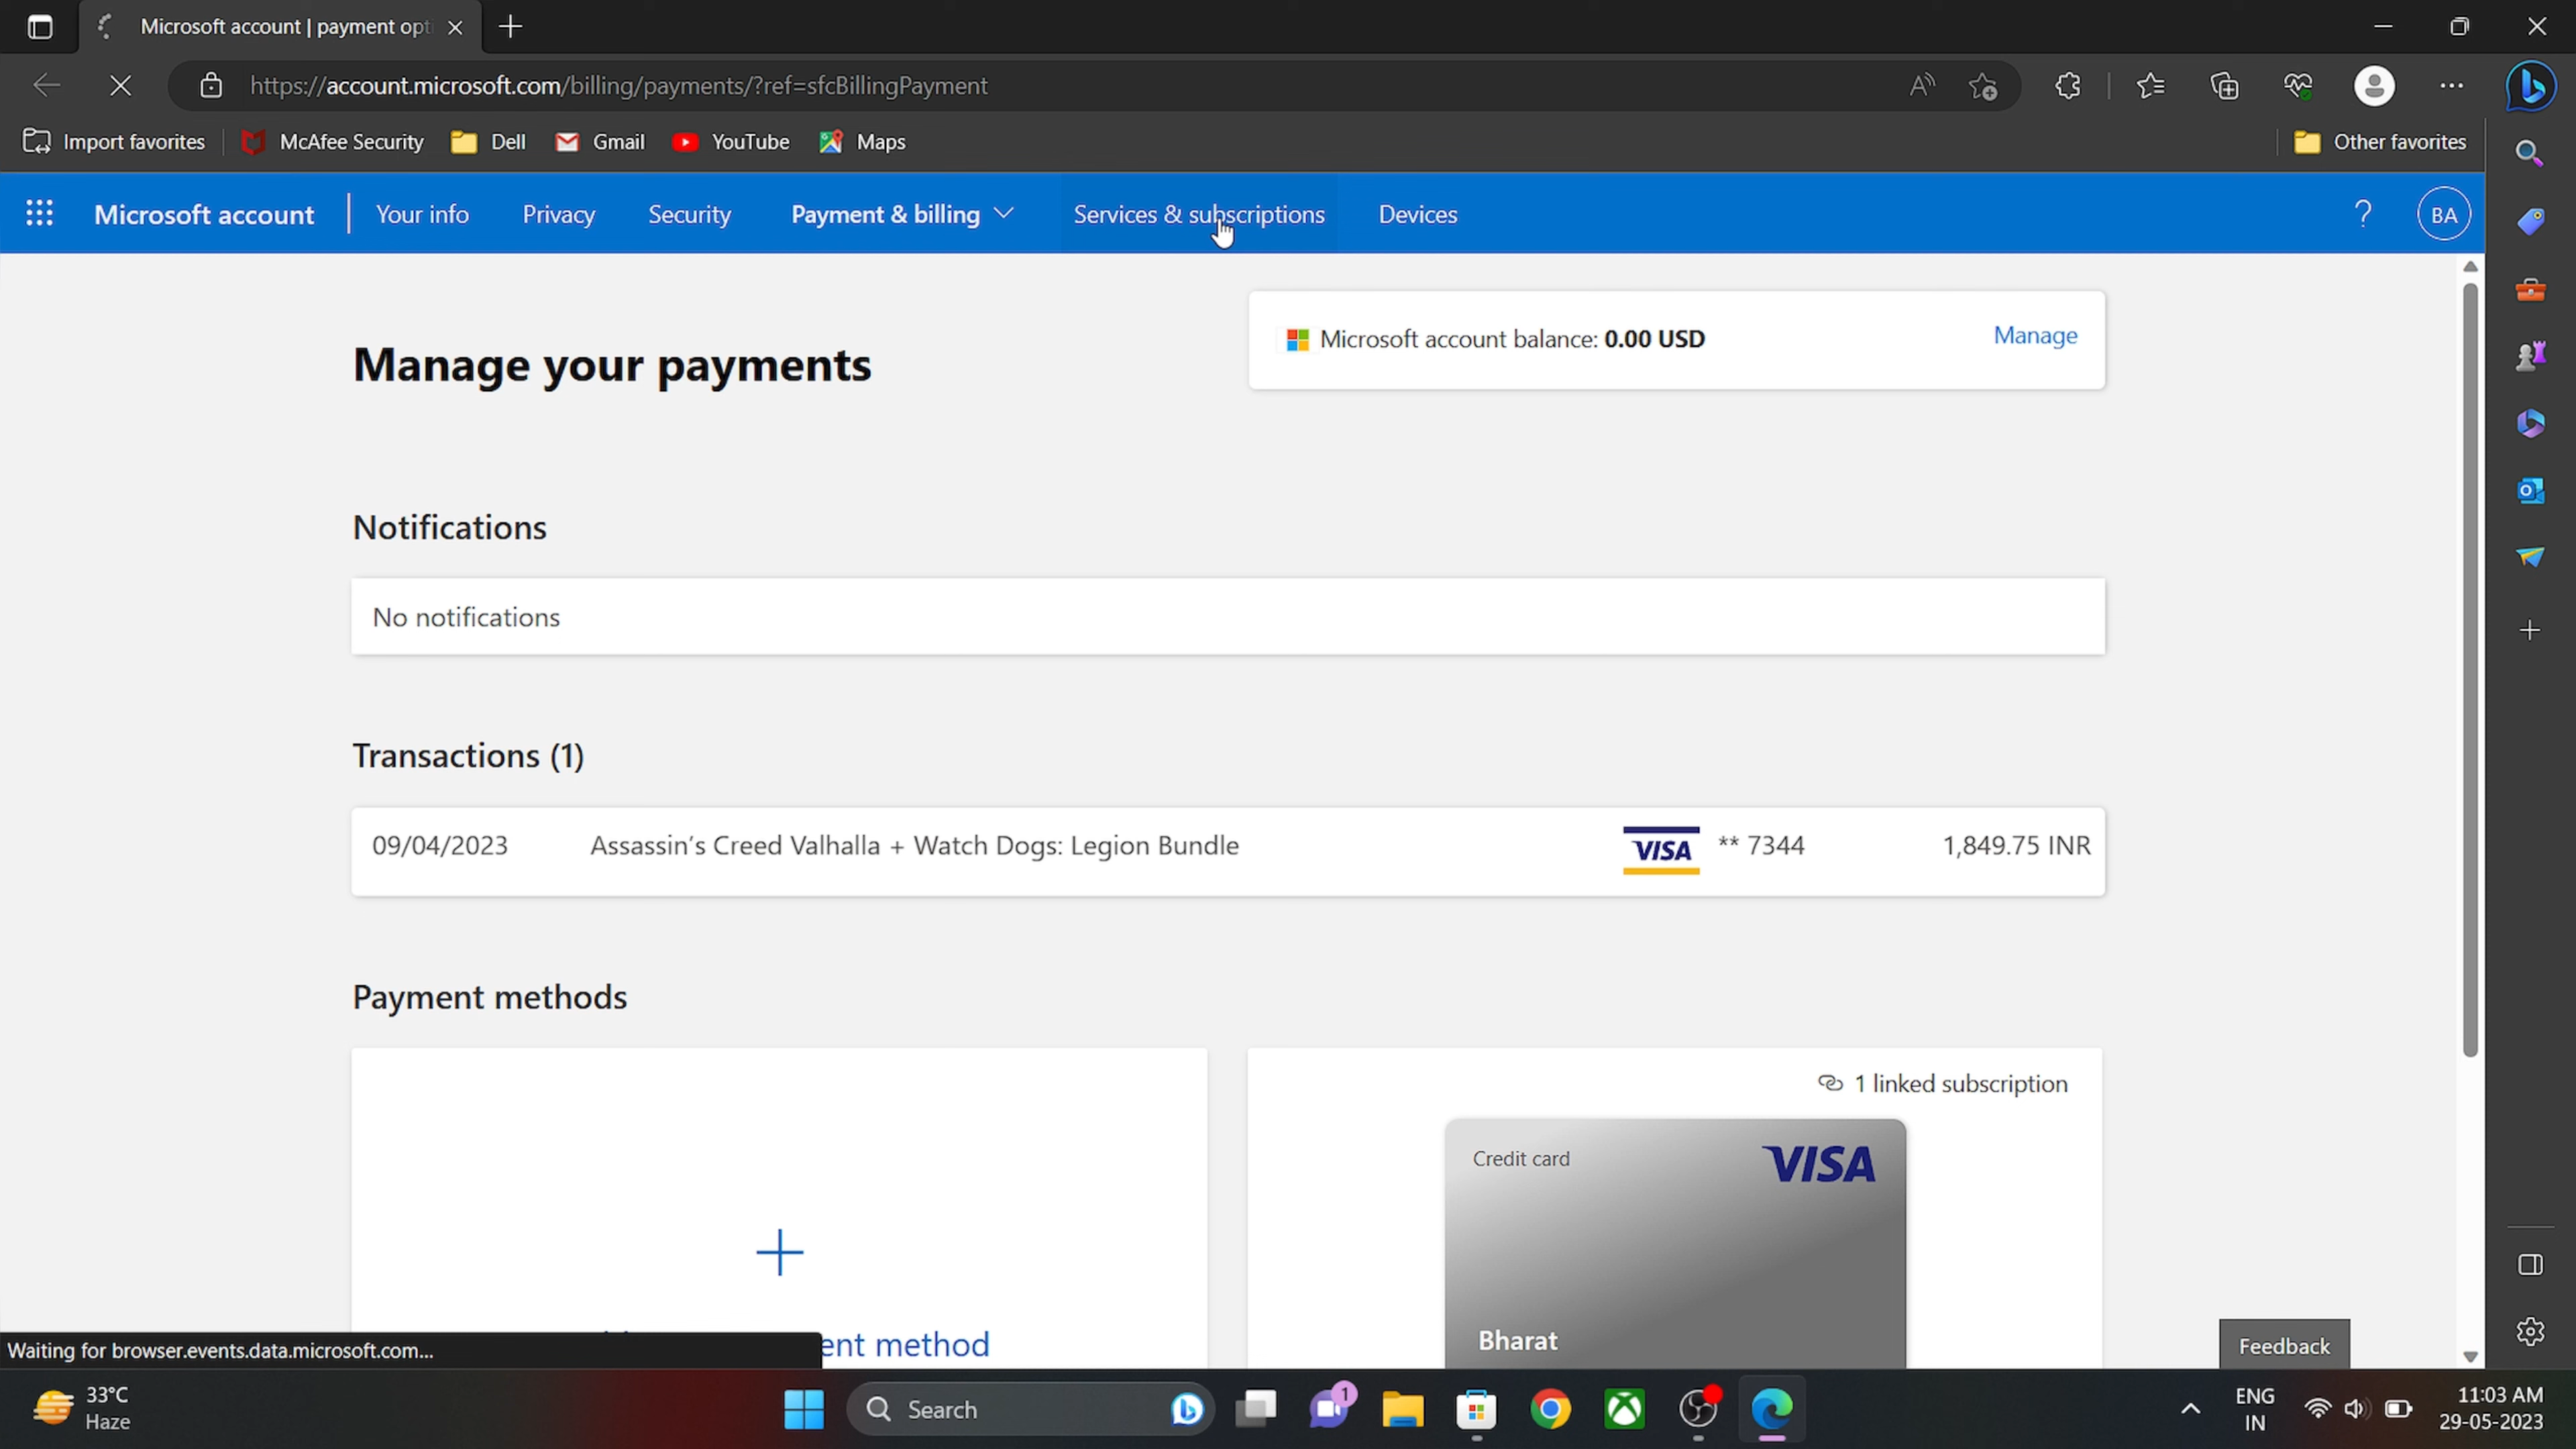 Microsoft account | payment opt
https://account.microsoft.com/billing/payments/?ref=sfcBillingPayment
Import favorites McAfee Security Dell Gmail YouTube Maps Other favorites
Microsoft account Your info Privacy Security Payment & billing Services & subscriptions Devices ? BA
Microsoft account balance: 0.00 USD Manage
Manage your payments
Notifications
No notifications
Transactions (1)
09/04/2023 Assassin's Creed Valhalla + Watch Dogs: Legion Bundle VISA ** 7344 1,849.75 INR
Payment methods
1 linked subscription
Credit card VISA
Bharat
ent method
Waiting for browser.events.data.microsoft.com...
Feedback
33°C
Haze
Search
1
ENG
IN
11:03 AM
29-05-2023